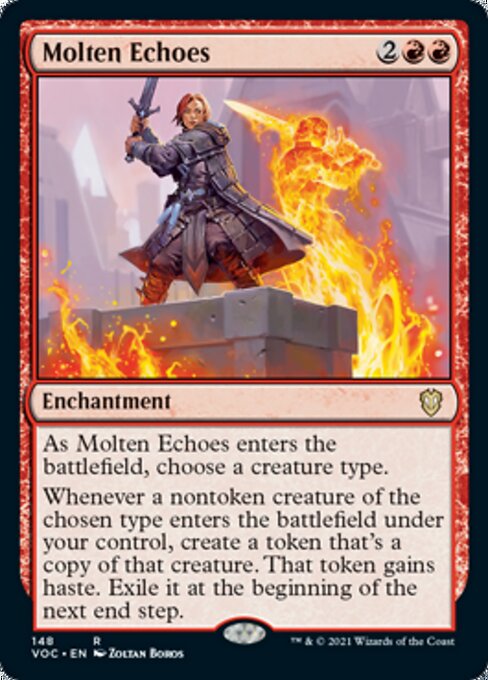 Molten Echoes 2
Enchantment
As Molten Echoes enters the
battlefield, choose a creature type.
Whenever a nontoken creature of the
chosen type enters the battlefield under
your control, create a token that's a
copy of that creature. That token gains
haste. Exile it at the beginning of the
next end step.
148 R
VOC • EN Zoltan Boros
™ & © 2021 Wizards of the Coast